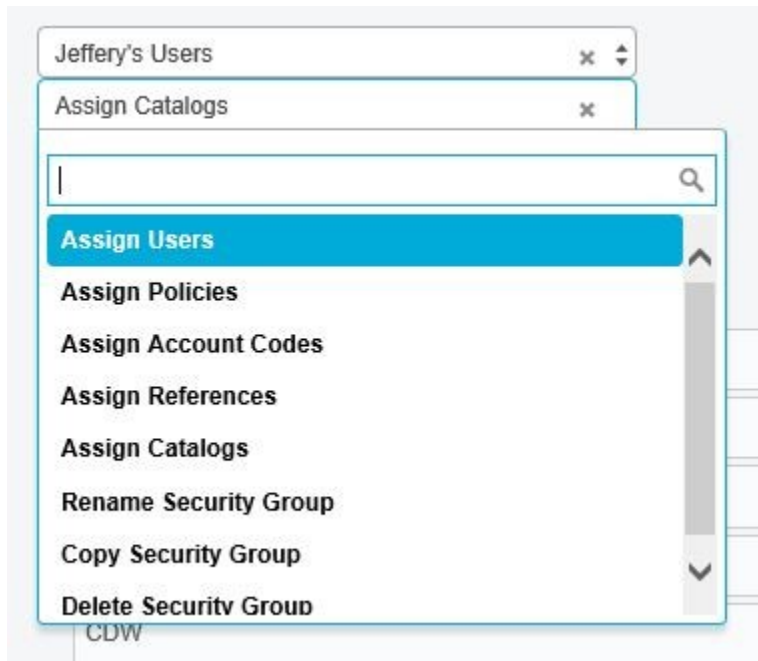 Jeffery's Users
Assign Catalogs
Assign Users
Assign Policies
Assign Account Codes
Assign References
Assign Catalogs
Rename Security Group
Copy Security Group
Delete Security Group
CDW